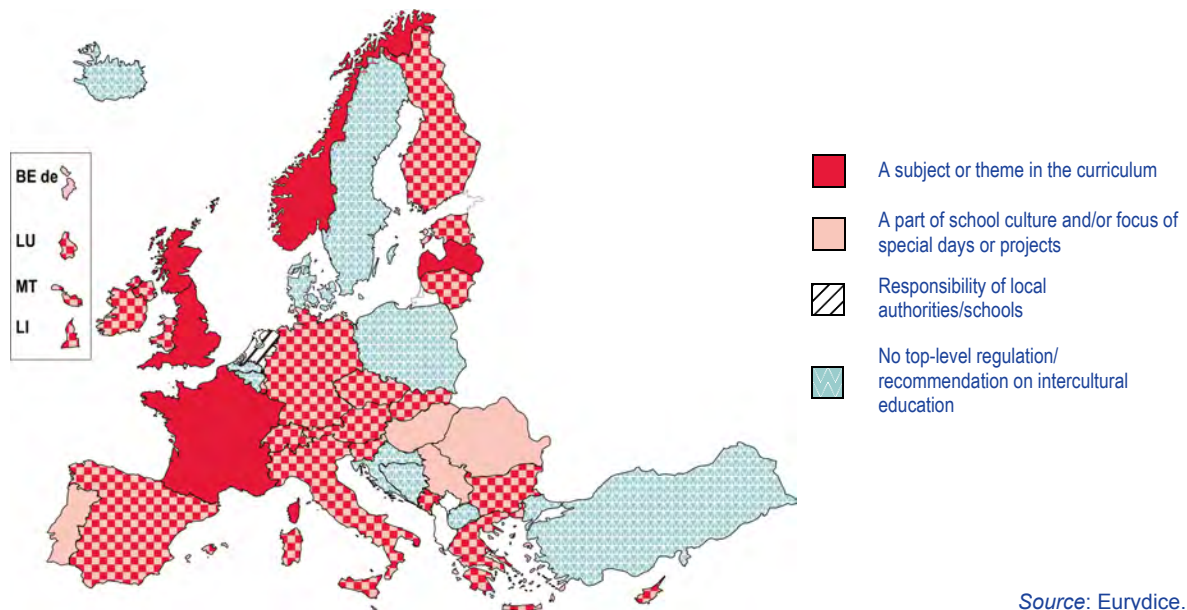 BE de
LU
MT
LI
A subject or theme in the curriculum
A part of school culture and/or focus of
special days or projects
Responsibility of local
authorities/schools
No top-level regulation/
recommendation on intercultural
education
Source: Eurydice.